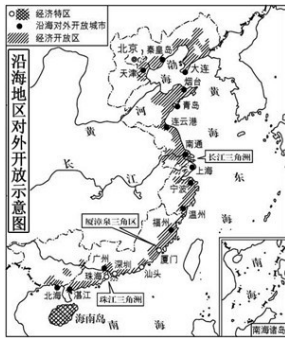 经济特区
沿海对外开放城市
经济开放区
沿海地区对外开放示意图
北京
秦皇岛
天津
渤
海
大连
烟台
青岛
黄
河
黄
海
连云港
南通
长江三角洲
上海
长
江
宁波
东
海
温州
福州
厦漳泉三角区
厦门
汕头
广州
深圳
珠海
珠江三角洲
北海
湛江
海南岛
南
海
南
海
南海诸岛